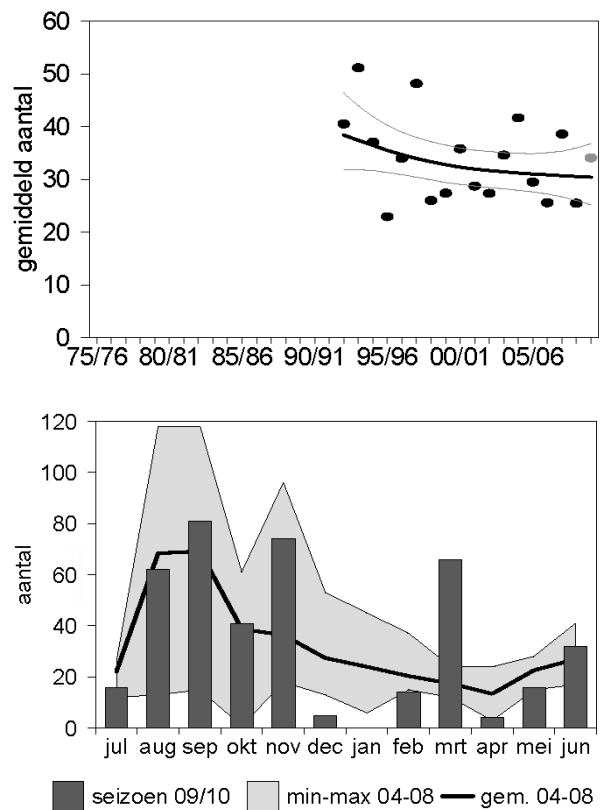 60
50
40
30
20
10
0
gemiddeld aantal
75/76 80/81 85/86 90/91 95/96 00/01 05/06
120
100
80
60
40
20
0
aantal
jul aug sep okt nov dec jan feb mrt apr mei jun
seizoen 09/10 min-max 04-08 gem. 04-08